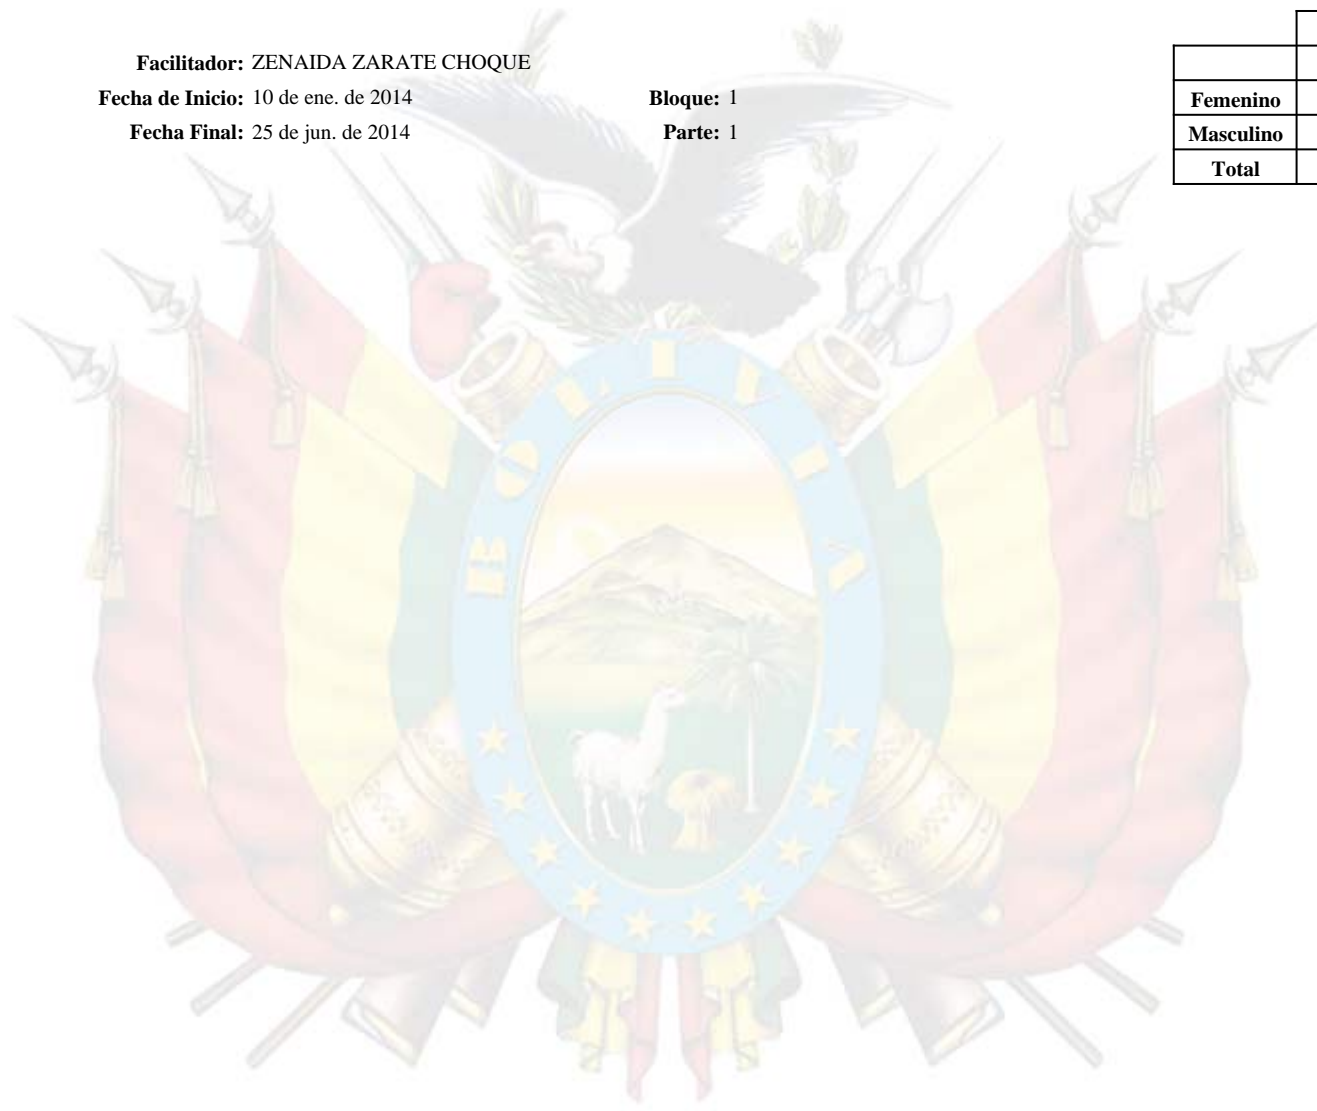 Facilitador: ZENAIDA ZARATE CHOQUE
Fecha de Inicio: 10 de ene. de 2014 Bloque: 1
Fecha Final: 25 de jun. de 2014 Parte: 1
Femenino
Masculino
Total
BOLIVIA